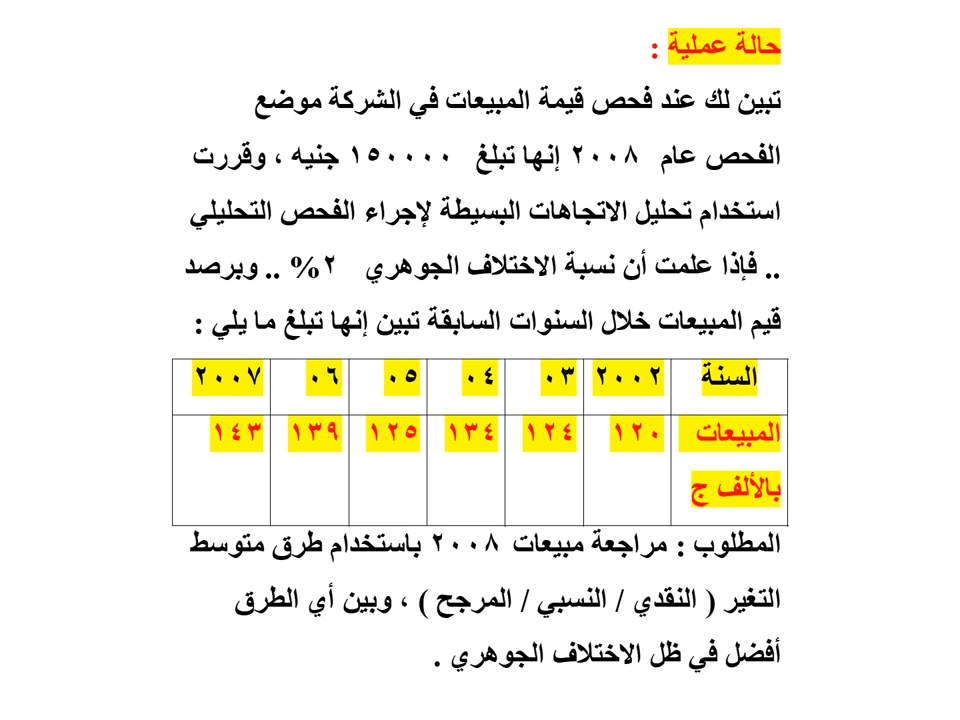 حالة عملية :
تبين لك عند فحص قيمة المبيعات في الشركة موضع
الفحص عام ٢٠٠٨ إنها تبلغ ١٥٠٠٠٠ جنيه ، وقررت
استخدام تحليل الاتجاهات البسيطة لإجراء الفحص التحليلي
.. فإذا علمت أن نسبة الاختلاف الجوهري ٢% .. وبرصد
قيم المبيعات خلال السنوات السابقة تبين إنها تبلغ ما يلي :
السنة ٢٠٠٢ ٠٣ ٠٤ ٠٥ ٠٦ ٢٠٠٧
المبيعات ١٢٠ ١٢٤ ١٣٤ ١٢٥ ١٣٩ ١٤٣
بالألف ج
المطلوب : مراجعة مبيعات ٢٠٠٨ باستخدام طرق متوسط
التغير ( النقدي / النسبي / المرجح ) ، وبين أي الطرق
أفضل في ظل الاختلاف الجوهري .